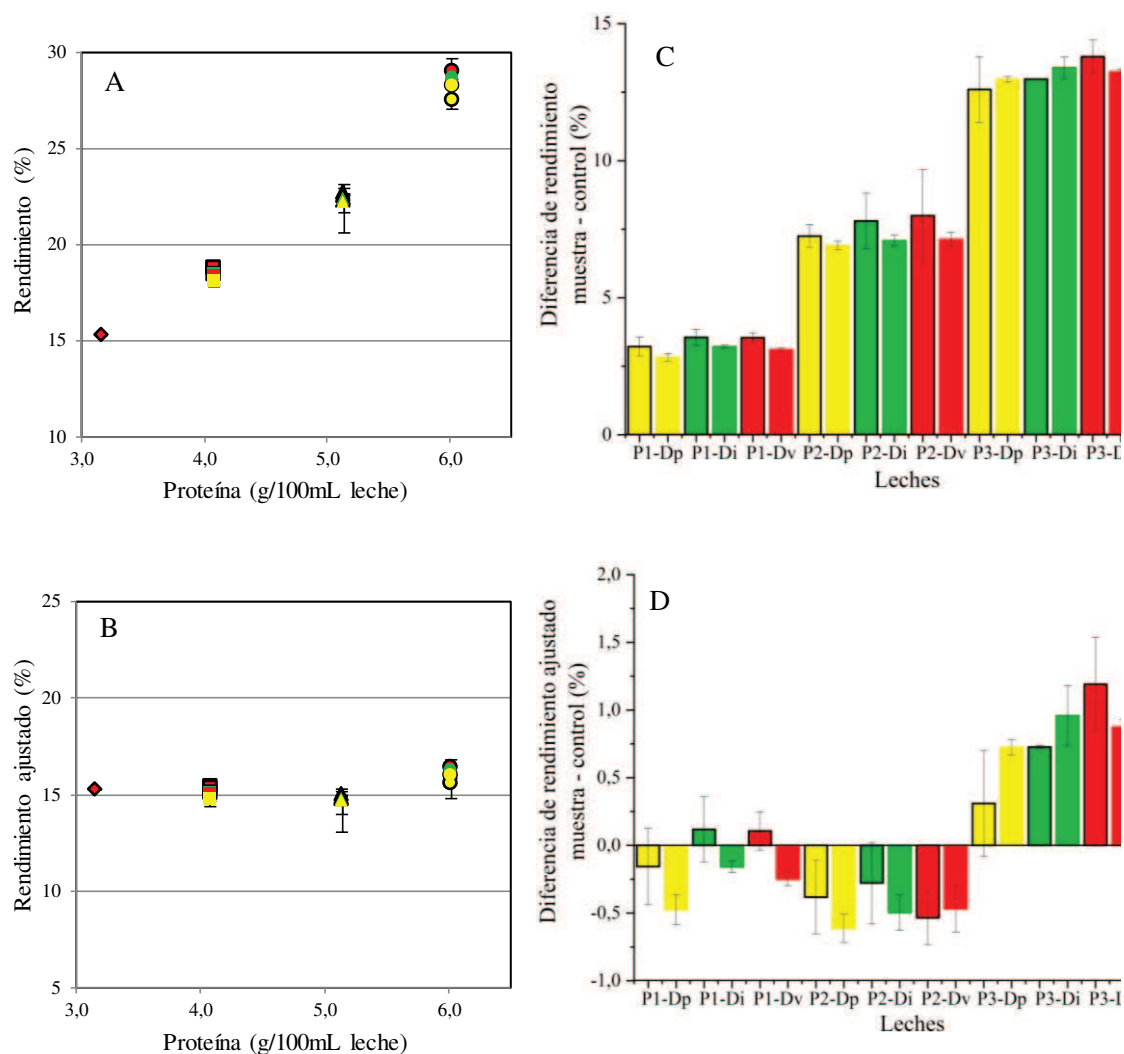 A
Rendimiento (%)
30
25
20
15
10
3,0 4,0 5,0 6,0
Proteína (g/100mL leche)
C
Diferencia de rendimiento
muestra - control (%)
15
10
5
0
P1-Dp P1-Di P1-Dv P2-Dp P2-Di P2-Dv P3-Dp P3-Di P3-D
Leches
B
Rendimiento ajustado (%)
25
20
15
10
5
3,0 4,0 5,0 6,0
Proteína (g/100mL leche)
D
Diferencia de rendimiento ajustado
muestra - control (%)
2,0
1,5
1,0
0,5
0,0
-0,5
-1,0
P1-Dp P1-Di P1-Dv P2-Dp P2-Di P2-Dv P3-Dp P3-Di P3-D
Leches